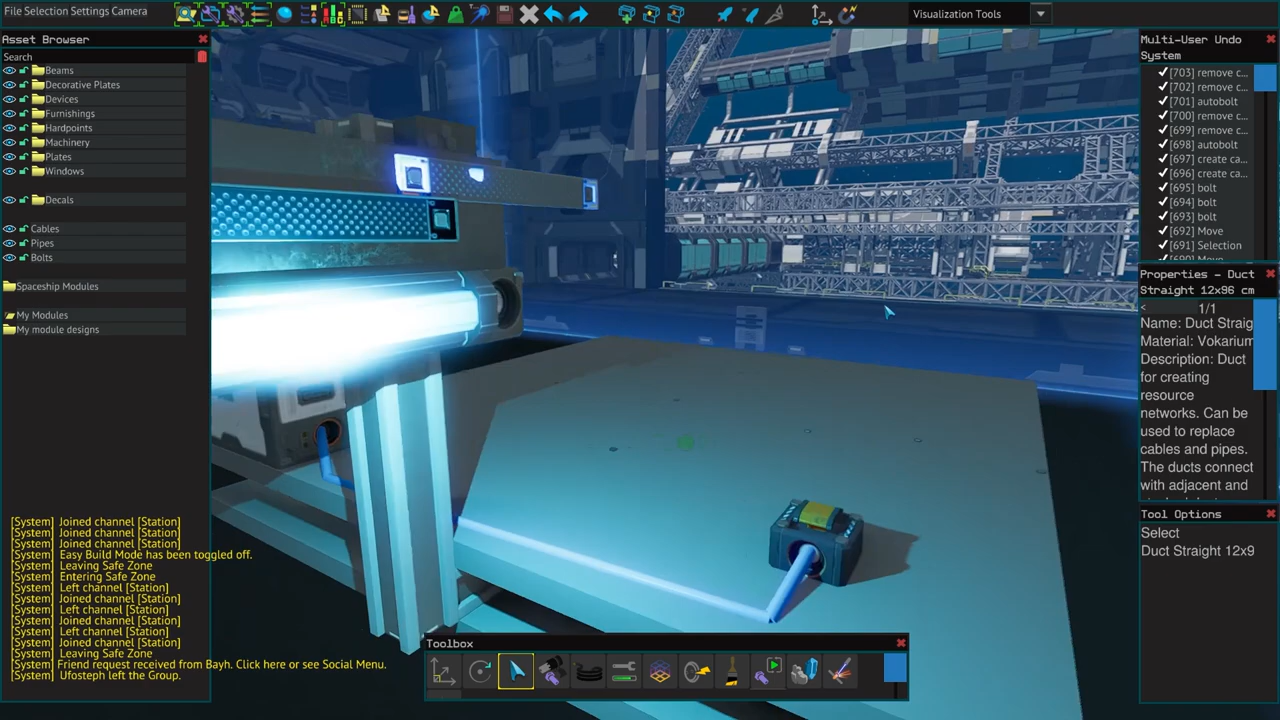 File Selection Settings Camera
Visualization Tools
Asset Browser
Search
Beams
Decorative Plates
Devices
Furnishings
Hardpoints
Machinery
Plates
Windows
Decals
Cables
Pipes
Bolts
Spaceship Modules
My Modules
My module designs
[System] Joined channel [Station]
[System] Joined channel [Station]
[System] Joined channel [Station]
[System] Easy Build Mode has been toggled off.
[System] Leaving Safe Zone
[System] Entering Safe Zone
[System] Left channel [Station]
[System] Joined channel [Station]
[System] Left channel [Station]
[System] Joined channel [Station]
[System] Left channel [Station]
[System] Joined channel [Station]
[System] Leaving Safe Zone
[System] Friend request received from Bayh. Click here or see Social Menu.
[System] Ufosteph left the Group.
Toolbox
Multi-User Undo
System
[703] remove c...
[702] remove c...
[701] autobolt
[700] remove c...
[699] remove c...
[698] autobolt
[697] create ca...
[696] create ca...
[695] bolt
[694] bolt
[693] bolt
[692] Move
[691] Selection
Properties - Duct
Straight 12x96 cm
< 1/1
Name: Duct Straig
Material: Vokarium
Description: Duct
for creating
resource
networks. Can be
used to replace
cables and pipes.
The ducts connect
with adjacent and
Tool Options
Select
Duct Straight 12x9